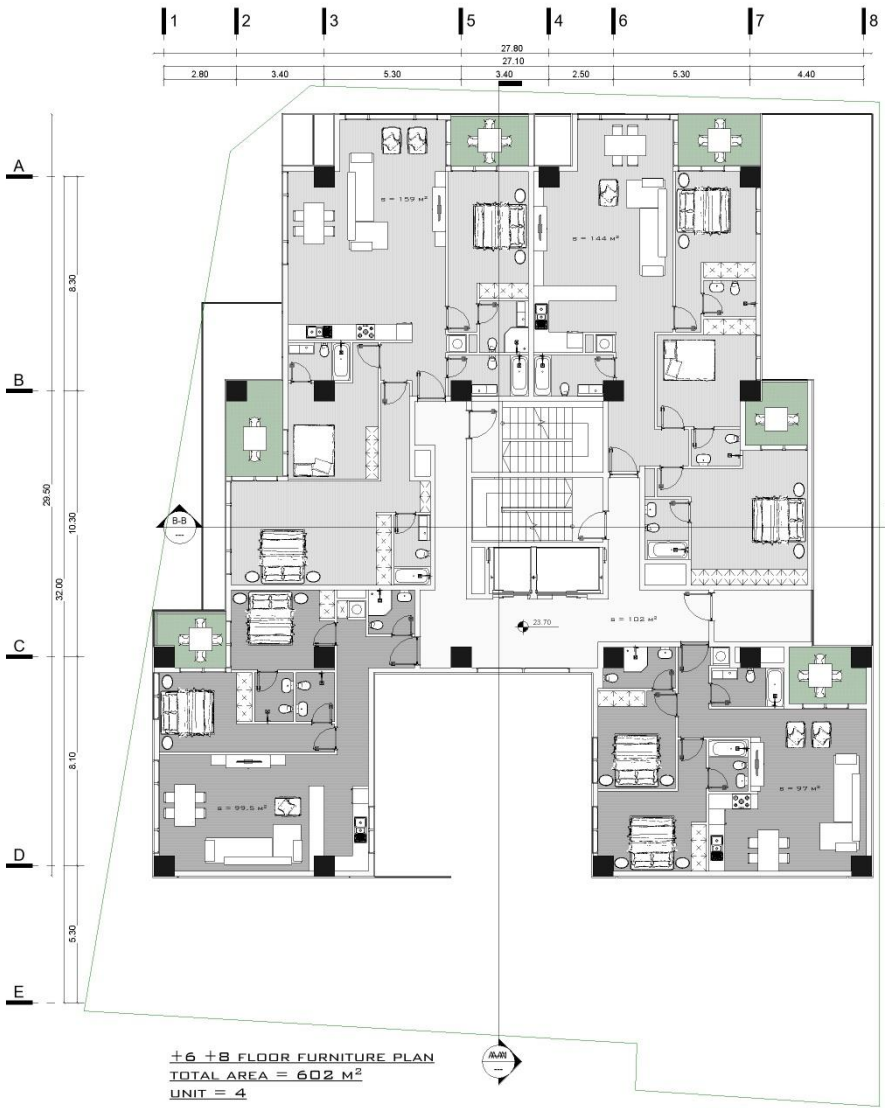 1 2 3 5 4 6 7 8
27.80
27.10
2.80 3.40 5.30 3.40 2.50 5.30 4.40
A
s = 159 m²
s = 144 m²
8.30
B
29.50
B-B
---
10.30
32.00
23.70
s = 102 m²
C
8.10
s = 99.5 m²
s = 97 m²
D
5.30
E
+6 +8 FLOOR FURNITURE PLAN
TOTAL AREA = 602 M²
UNIT = 4
---